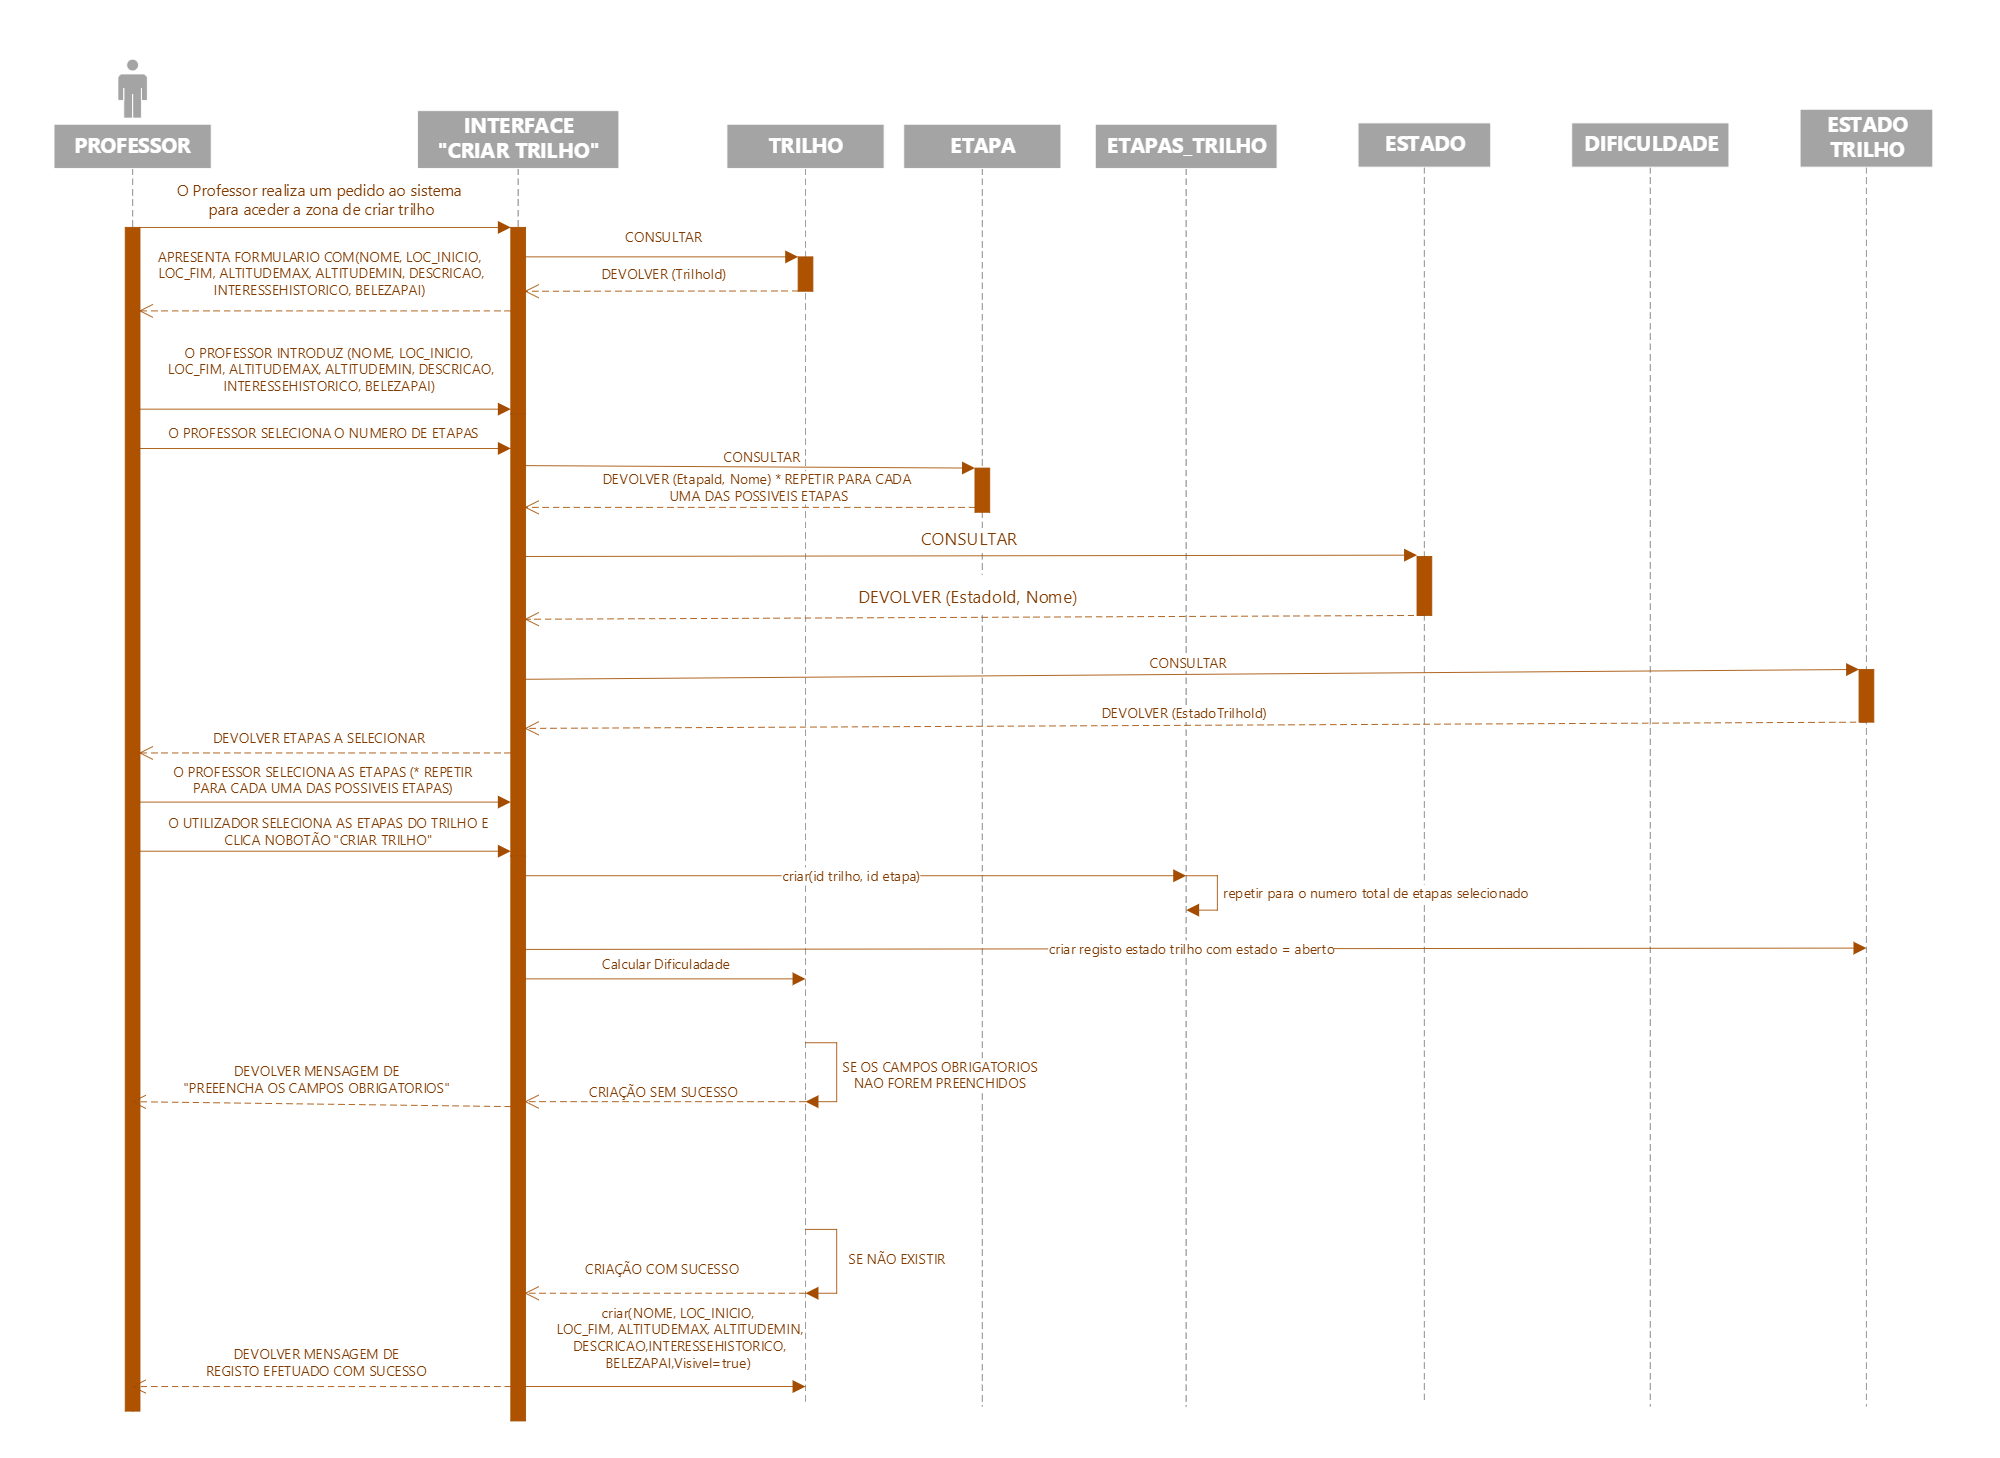 PROFESSOR
INTERFACE
"CRIAR TRILHO"
TRILHO
ETAPA
ETAPAS_TRILHO
ESTADO
DIFICULDADE
ESTADO
TRILHO
O Professor realiza um pedido ao sistema
para aceder a zona de criar trilho
CONSULTAR
APRESENTA FORMULARIO COM(NOME, LOC_INICIO,
LOC_FIM, ALTITUDEMAX, ALTITUDEMIN, DESCRICAO,
INTERESSEHISTORICO, BELEZAPAI)
DEVOLVER (TrilhoId)
O PROFESSOR INTRODUZ (NOME, LOC_INICIO,
LOC_FIM, ALTITUDEMAX, ALTITUDEMIN, DESCRICAO,
INTERESSEHISTORICO, BELEZAPAI)
O PROFESSOR SELECIONA O NUMERO DE ETAPAS
CONSULTAR
DEVOLVER (EtapaId, Nome) * REPETIR PARA CADA
UMA DAS POSSIVEIS ETAPAS
CONSULTAR
DEVOLVER (EstadoId, Nome)
CONSULTAR
DEVOLVER (EstadoTrilhoId)
DEVOLVER ETAPAS A SELECIONAR
O PROFESSOR SELECIONA AS ETAPAS (* REPETIR
PARA CADA UMA DAS POSSIVEIS ETAPAS)
O UTILIZADOR SELECIONA AS ETAPAS DO TRILHO E
CLICA NOBOTÃO "CRIAR TRILHO"
criar(id trilho, id etapa)
repetir para o numero total de etapas selecionado
criar registo estado trilho com estado = aberto
Calcular Dificuladade
SE OS CAMPOS OBRIGATORIOS
NAO FOREM PREENCHIDOS
DEVOLVER MENSAGEM DE
"PREEENCHA OS CAMPOS OBRIGATORIOS"
CRIAÇÃO SEM SUCESSO
SE NÃO EXISTIR
CRIAÇÃO COM SUCESSO
criar(NOME, LOC_INICIO,
LOC_FIM, ALTITUDEMAX, ALTITUDEMIN,
DESCRICAO,INTERESSEHISTORICO,
BELEZAPAI,Visivel=true)
DEVOLVER MENSAGEM DE
REGISTO EFETUADO COM SUCESSO